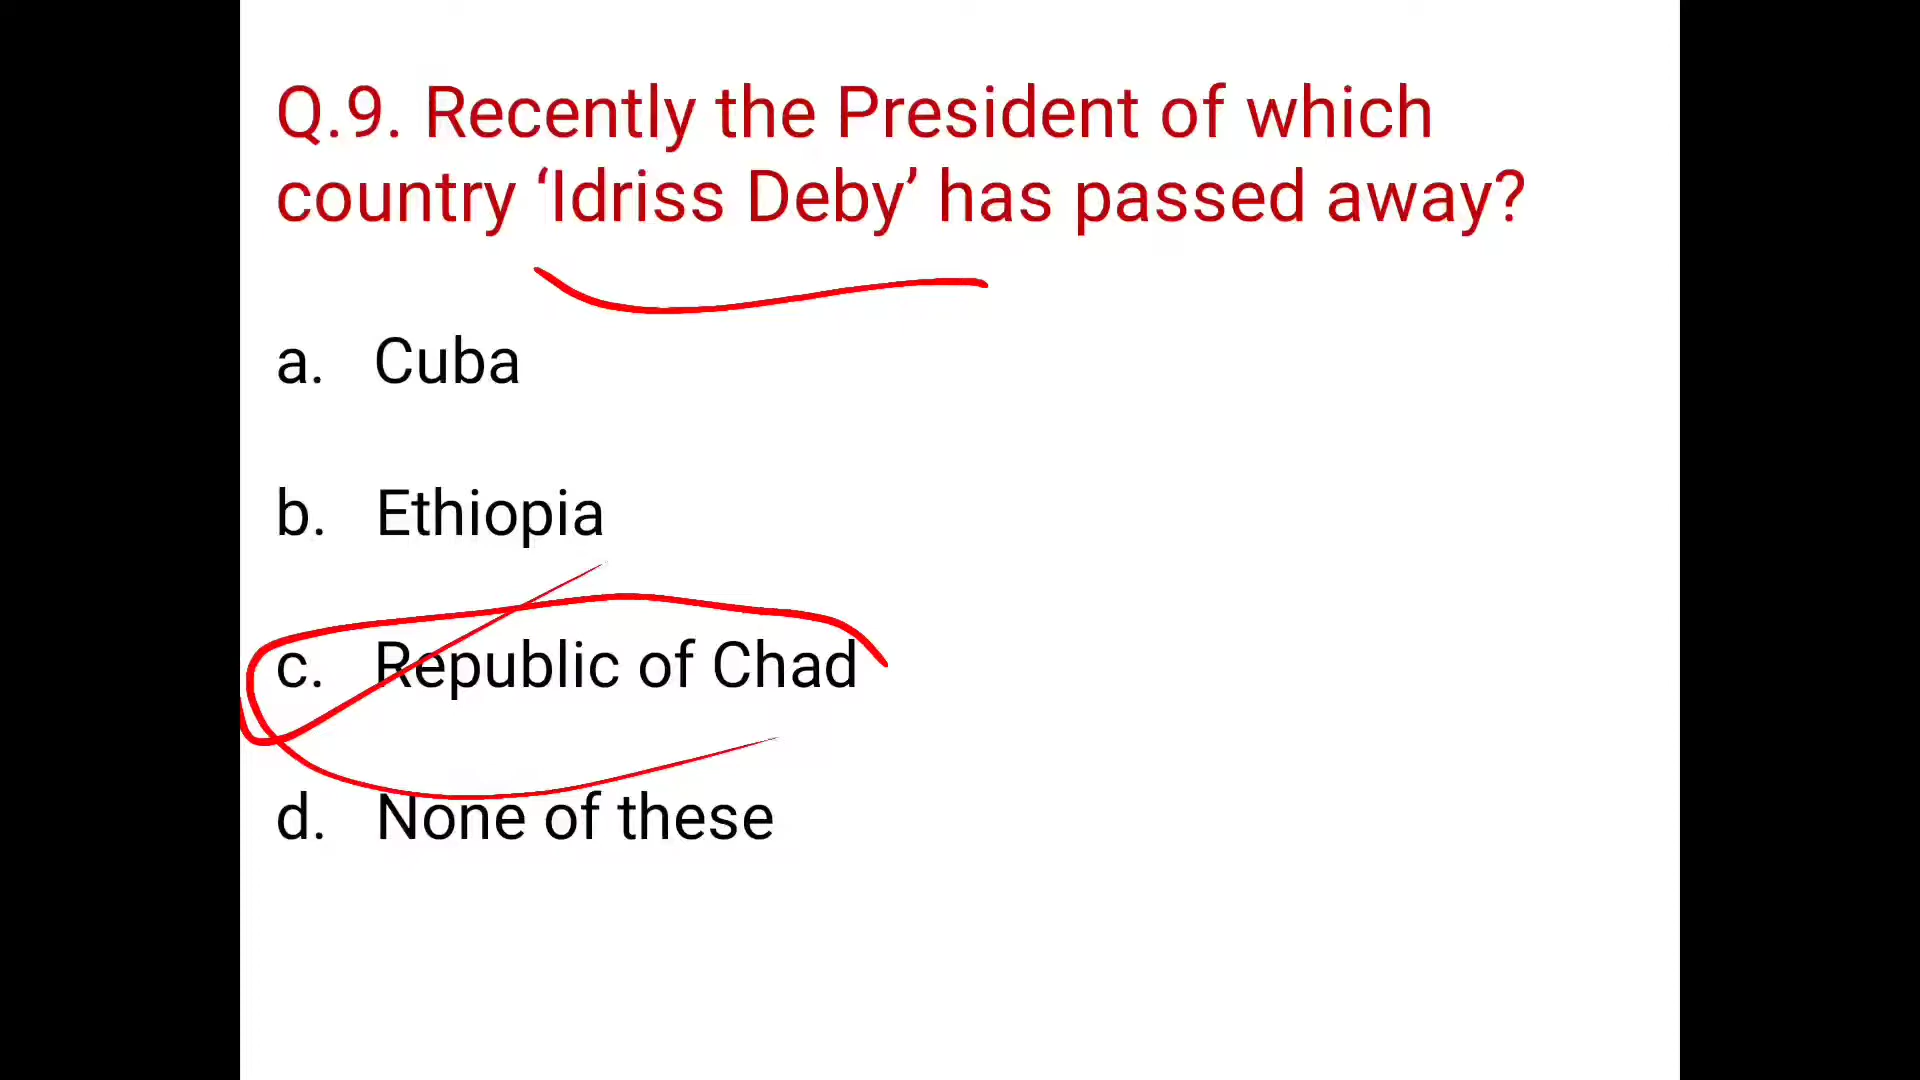 Q.9. Recently the President of which
country ‘Idriss Deby’ has passed away?
a. Cuba
b. Ethiopia
c. Republic of Chad
d. None of these